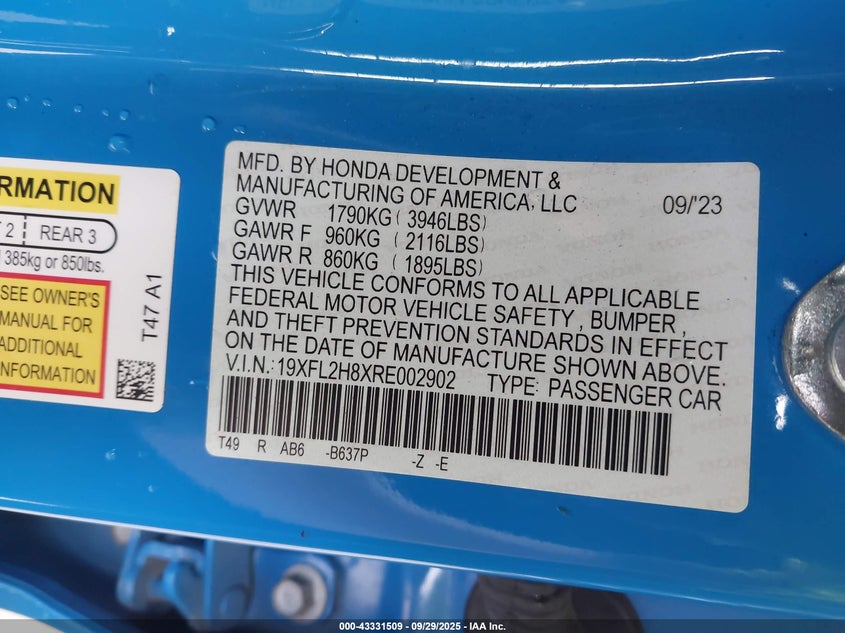 RMATION
2 REAR 3
385kg or 850lbs.
SEE OWNER'S
MANUAL FOR
ADDITIONAL
INFORMATION
T47 A1
MFD. BY HONDA DEVELOPMENT &
MANUFACTURING OF AMERICA, LLC 09/'23
GVWR 1790KG ( 3946LBS)
GAWR F 960KG ( 2116LBS)
GAWR R 860KG ( 1895LBS)
THIS VEHICLE CONFORMS TO ALL APPLICABLE
FEDERAL MOTOR VEHICLE SAFETY , BUMPER ,
AND THEFT PREVENTION STANDARDS IN EFFECT
ON THE DATE OF MANUFACTURE SHOWN ABOVE.
V.I.N.: 19XFL2H8XRE002902 TYPE: PASSENGER CAR
T49 R AB6 -B637P -Z -E
000-43331509 - 09/29/2025 - IAA Inc.